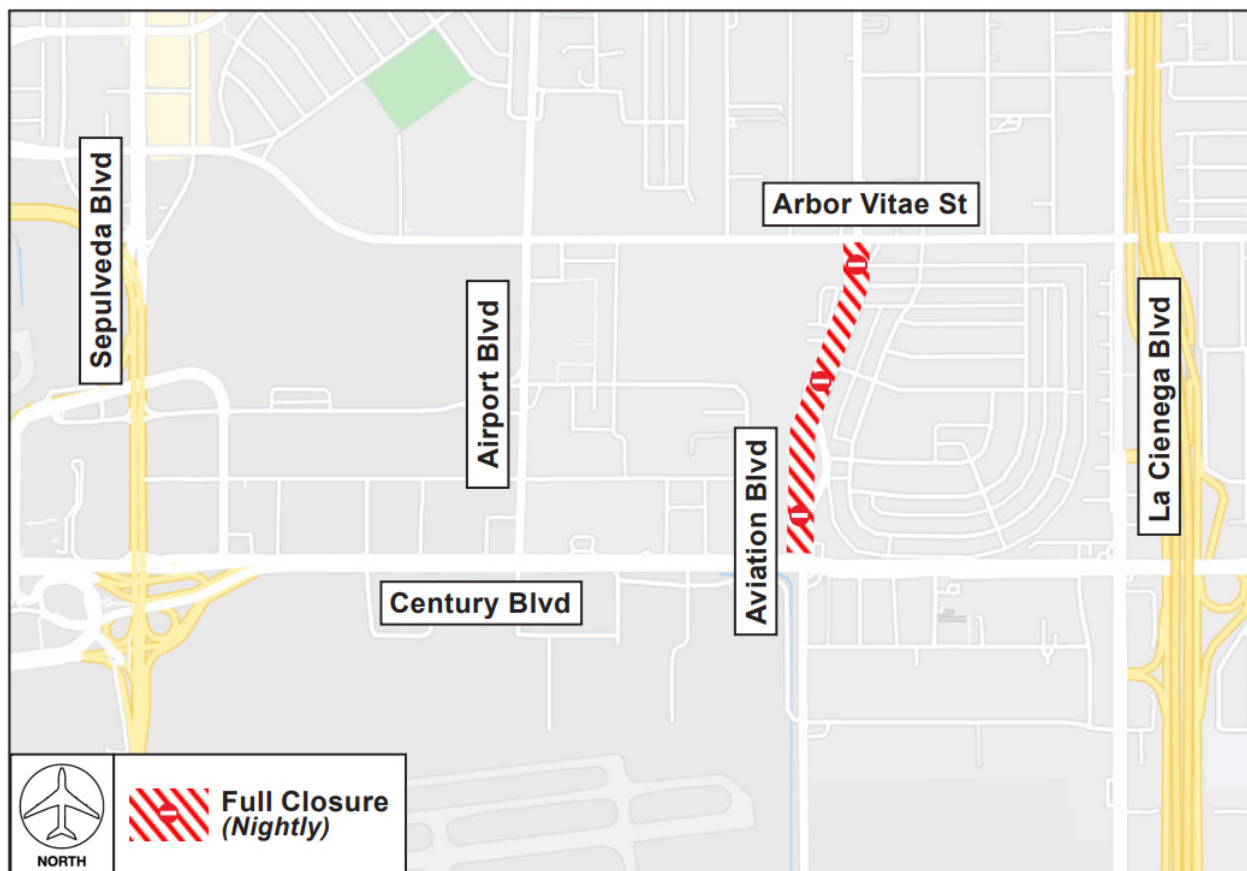 Arbor Vitae St
Sepulveda Blvd
Airport Blvd
La Cienega Blvd
Aviation Blvd
Century Blvd
NORTH
Full Closure
(Nightly)